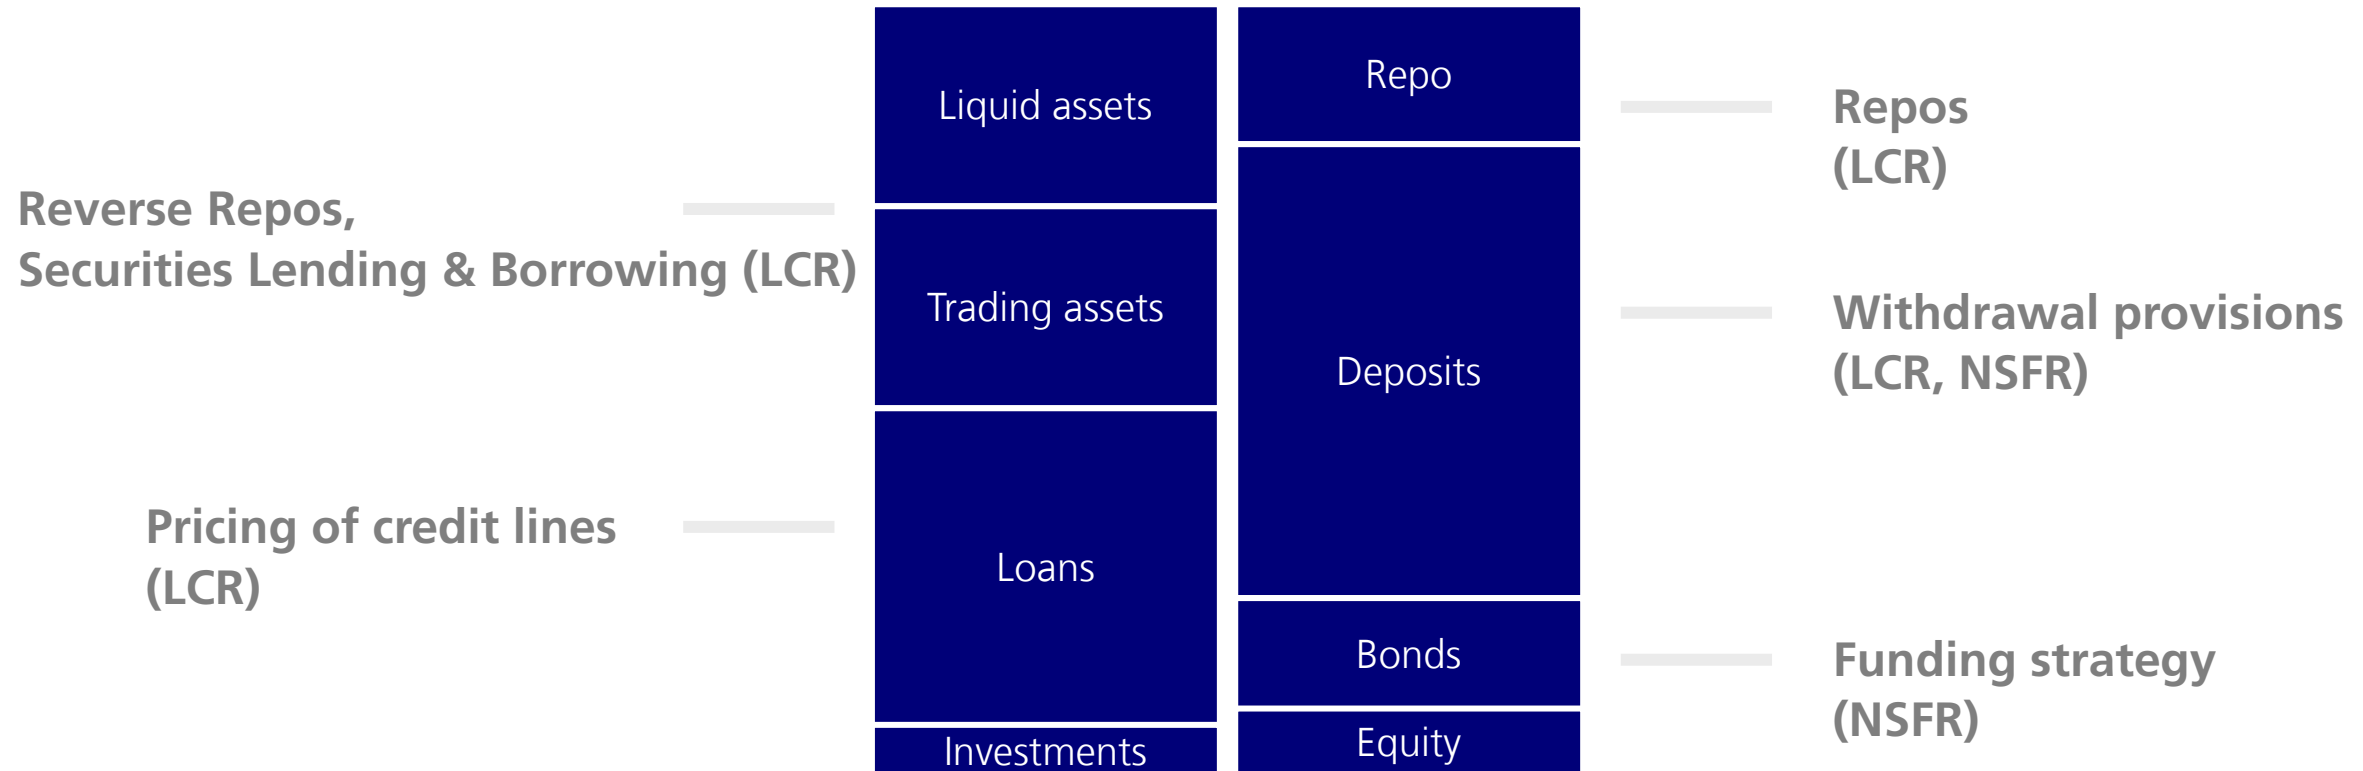 Reverse Repos,
Securities Lending & Borrowing (LCR)
Pricing of credit lines
(LCR)
Liquid assets
Trading assets
Loans
Investments
Repo
Deposits
Bonds
Equity
Repos
(LCR)
Withdrawal provisions
(LCR, NSFR)
Funding strategy
(NSFR)